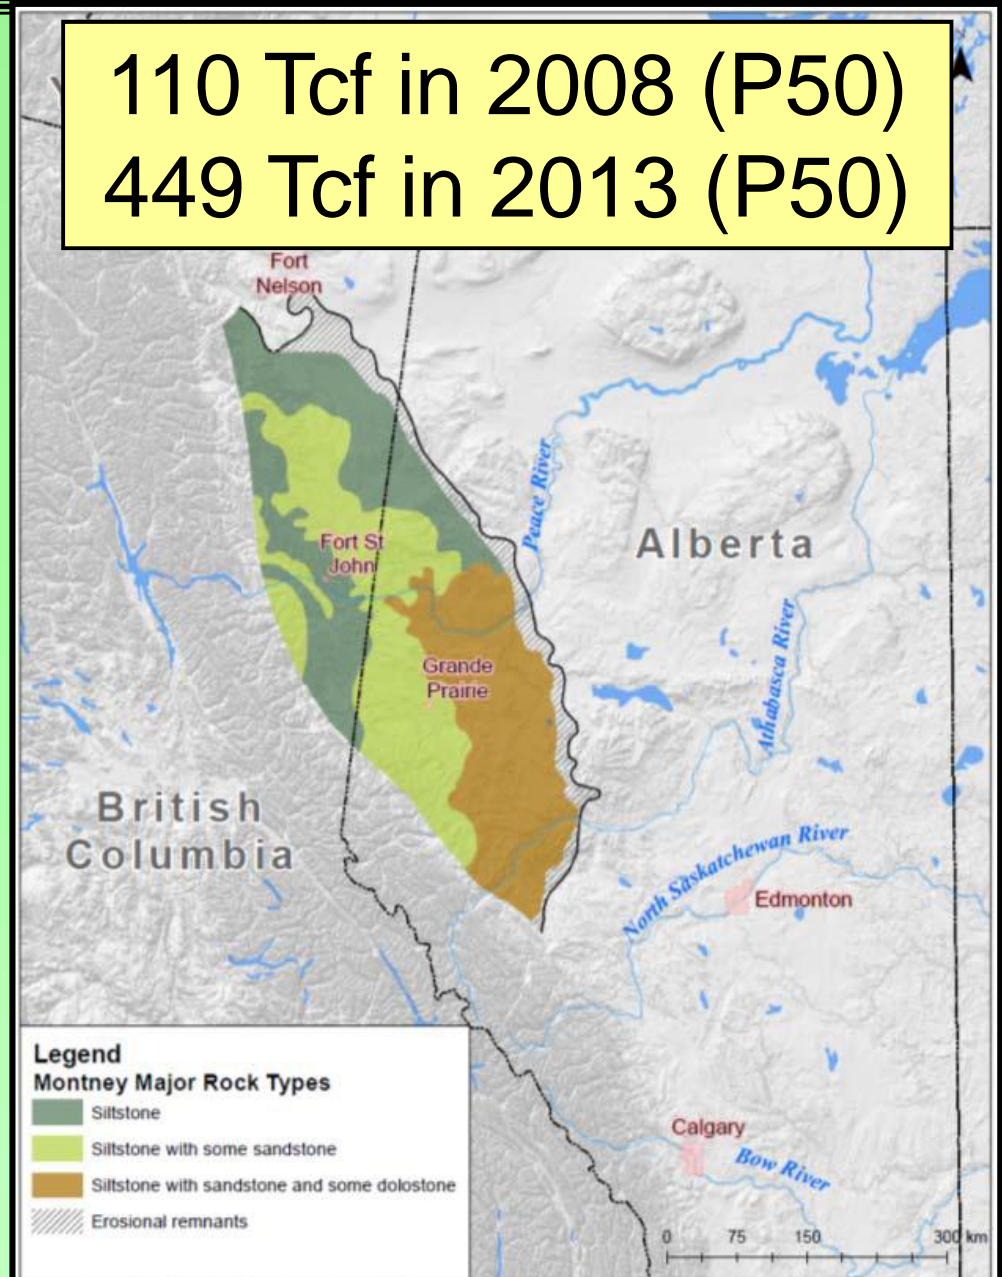 110 Tcf in 2008 (P50)
449 Tcf in 2013 (P50)
Fort
Nelson
Peace River
Alberta
Fort St
John
Athabasca River
Grande
Prairie
British
Columbia
North Saskatchewan River
Edmonton
Legend
Montney Major Rock Types
Siltstone
Siltstone with some sandstone
Siltstone with sandstone and some dolostone
Erosional remnants
Calgary
Bow River
0 75 150 300 km